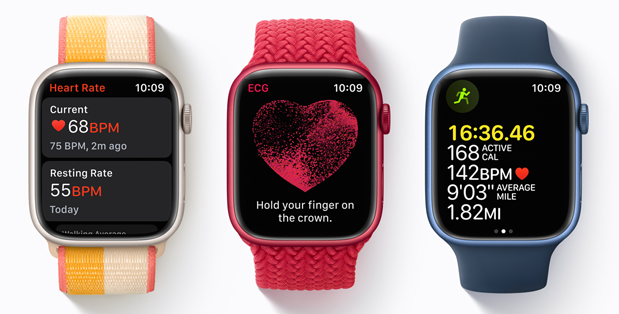 Heart Rate 10:09
Current
68BPM
75 BPM, 2m ago
Resting Rate
55BPM
Today
Walking Average
ECG 10:09
Hold your finger on
the crown.
10:09
16:36.46
168 ACTIVE CAL
142BPM
9'03" AVERAGE MILE
1.82MI